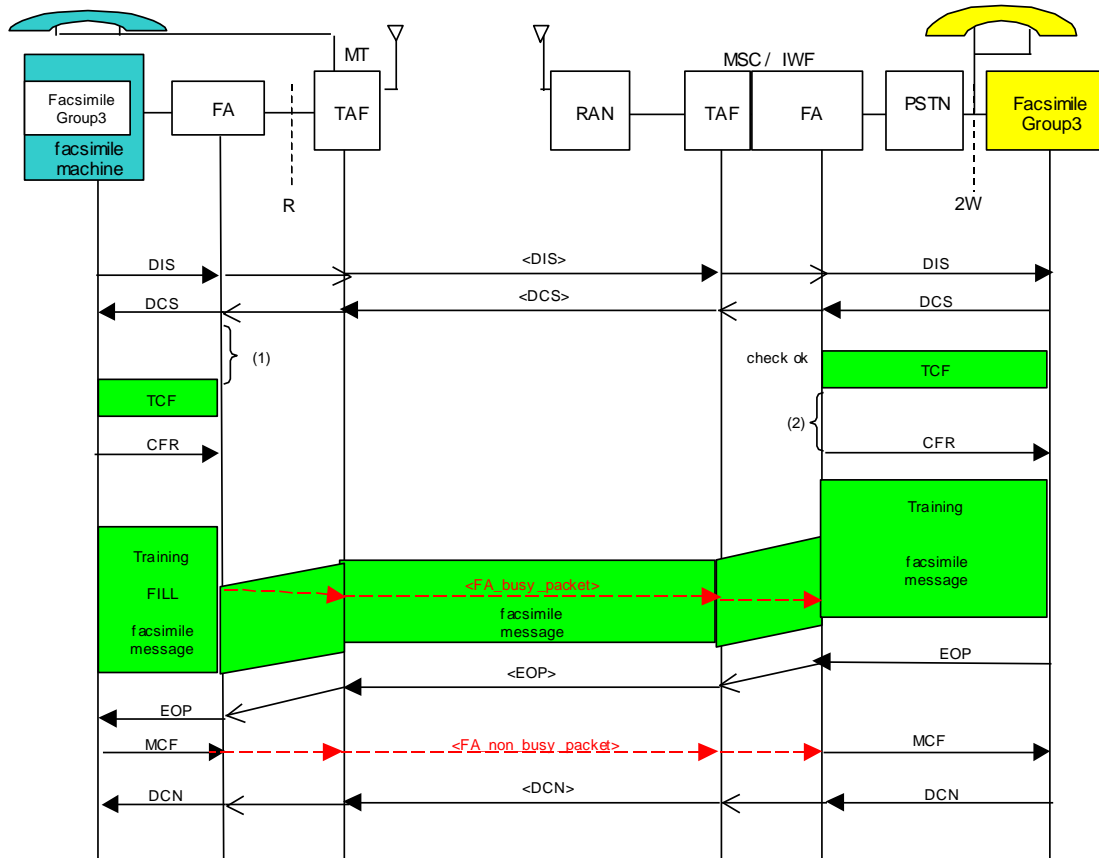 MT
MSC / IWF
Facsimile
Group3
facsimile
machine
FA
TAF
RAN
TAF
FA
PSTN
Facsimile
Group3
R
2W
DIS
<DIS>
DIS
DCS
<DCS>
DCS
(1)
check ok
TCF
TCF
(2)
CFR
CFR
Training
FILL
facsimile
message
<FA_busy_packet>
facsimile
message
Training
facsimile
message
<EOP>
EOP
EOP
MCF
<FA_non_busy_packet>
MCF
DCN
<DCN>
DCN